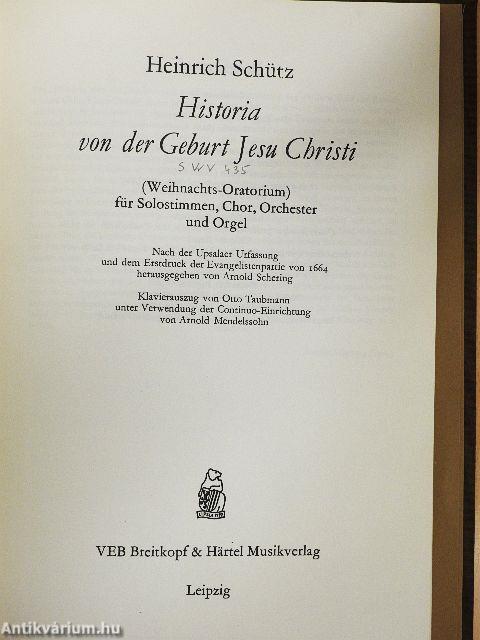 Heinrich Schütz
Historia
von der Geburt Jesu Christi
SWV 435
(Weihnachts-Oratorium)
für Solostimmen, Chor, Orchester
und Orgel
Nach der Upsalaer Urfassung
und dem Erstdruck der Evangelistenpartie von 1664
herausgegeben von Arnold Schering
Klavierauszug von Otto Taubmann
unter Verwendung der Continuo-Einrichtung
von Arnold Mendelssohn
VEB Breitkopf & Härtel Musikverlag
Leipzig
Antikvárium.hu